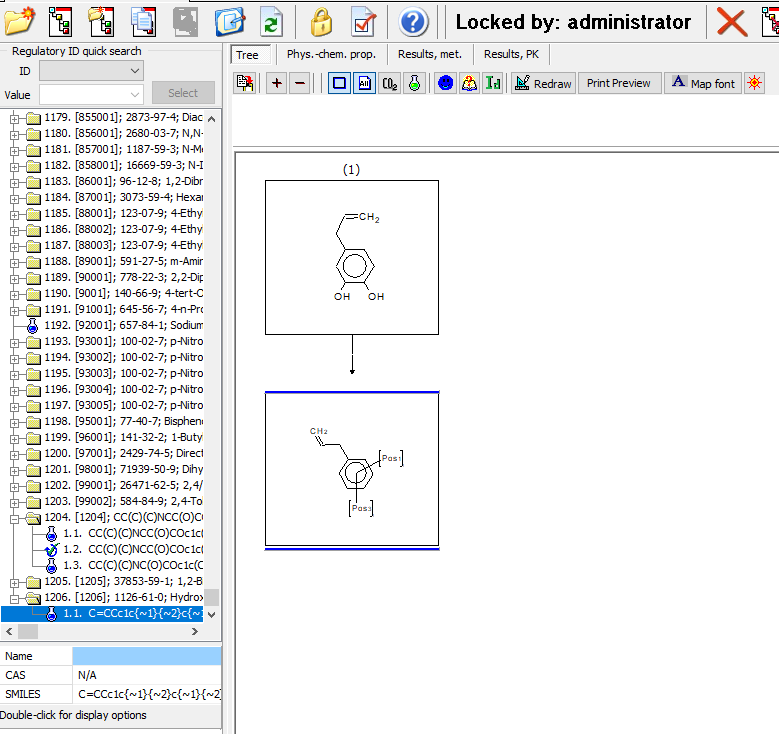 Locked by: administrator
Regulatory ID quick search
ID
Value
Select
Tree
Phys.-chem. prop.
Results, met.
Results, PK
All
CO2
Id
Redraw
Print Preview
A Map font
1179. [855001]; 2873-97-4; Diac
1180. [856001]; 2680-03-7; N,N-
1181. [857001]; 1187-59-3; N-Me
1182. [858001]; 16669-59-3; N-I
1183. [86001]; 96-12-8; 1,2-Dibr
1184. [87001]; 3073-59-4; Hexar
1185. [88001]; 123-07-9; 4-Ethyl
1186. [88002]; 123-07-9; 4-Ethyl
1187. [88003]; 123-07-9; 4-Ethyl
1188. [89001]; 591-27-5; m-Amir
1189. [90001]; 778-22-3; 2,2-Dip
1190. [9001]; 140-66-9; 4-tert-O
1191. [91001]; 645-56-7; 4-n-Pro
1192. [92001]; 657-84-1; Sodium
1193. [93001]; 100-02-7; p-Nitro
1194. [93002]; 100-02-7; p-Nitro
1195. [93003]; 100-02-7; p-Nitro
1196. [93004]; 100-02-7; p-Nitro
1197. [93005]; 100-02-7; p-Nitro
1198. [95001]; 77-40-7; Bisphen
1199. [96001]; 141-32-2; 1-Buty
1200. [97001]; 2429-74-5; Direct
1201. [98001]; 71939-50-9; Dihy
1202. [99001]; 26471-62-5; 2,4/
1203. [99002]; 584-84-9; 2,4-Tol
1204. [1204]; CC(C)(C)NCC(O)CO
1.1. CC(C)(C)NCC(O)COc1c(
1.2. CC(C)(C)NCC(O)COc1c(
1.3. CC(C)(C)NC(O)COc1c(C
1205. [1205]; 37853-59-1; 1,2-B
1206. [1206]; 1126-61-0; Hydrox
1.1. C=CCc1c{~1}{~2}c{~
Name
CAS N/A
SMILES C=CCc1c{~1}{~2}c{~1}{~2}
Double-click for display options
(1)
CH2
OH OH
CH2
[Pos1]
[Pos3]